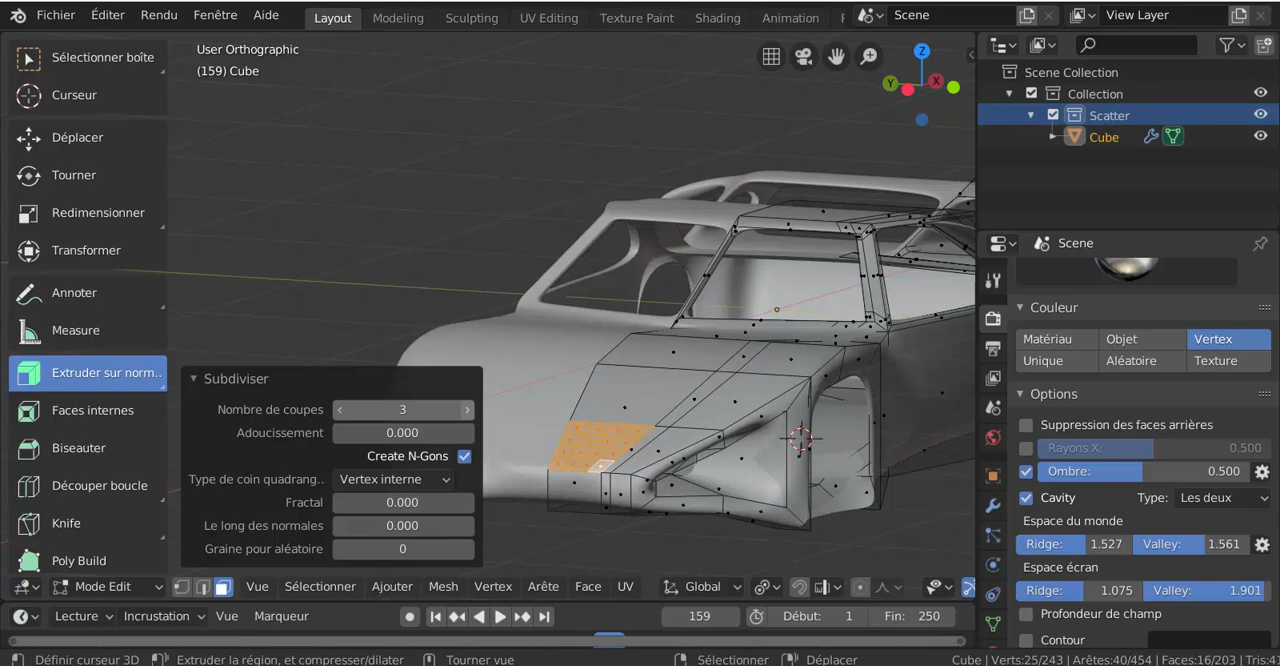 Fichier Éditer Rendu Fenêtre Aide Layout Modeling Sculpting UV Editing Texture Paint Shading Animation Scene View Layer
Sélectionner boîte
Curseur
Déplacer
Tourner
Redimensionner
Transformer
Annoter
Measure
Extruder sur norm..
Faces internes
Biseauter
Découper boucle
Knife
Poly Build
User Orthographic
(159) Cube
Z
Y
X
Subdiviser
Nombre de coupes 3
Adoucissement 0.000
Create N-Gons
Type de coin quadrang.. Vertex interne
Fractal 0.000
Le long des normales 0.000
Graine pour aléatoire 0
Mode Edit Vue Sélectionner Ajouter Mesh Vertex Arête Face UV Global
Lecture Incrustation Vue Marqueur 159 Début: 1 Fin: 250
Scene Collection
Collection
Scatter
Cube
Scene
Couleur
Matériau Objet Vertex
Unique Aléatoire Texture
Options
Suppression des faces arrières
Rayons X: 0.500
Ombre: 0.500
Cavity Type: Les deux
Espace du monde
Ridge: 1.527 Valley: 1.561
Espace écran
Ridge: 1.075 Valley: 1.901
Profondeur de champ
Contour
Définir curseur 3D Extruder la région, et compresser/dilater Tourner vue Sélectionner Déplacer Cube | Verts:25/243 | Arêtes:40/454 | Faces:16/203 | Tris:4